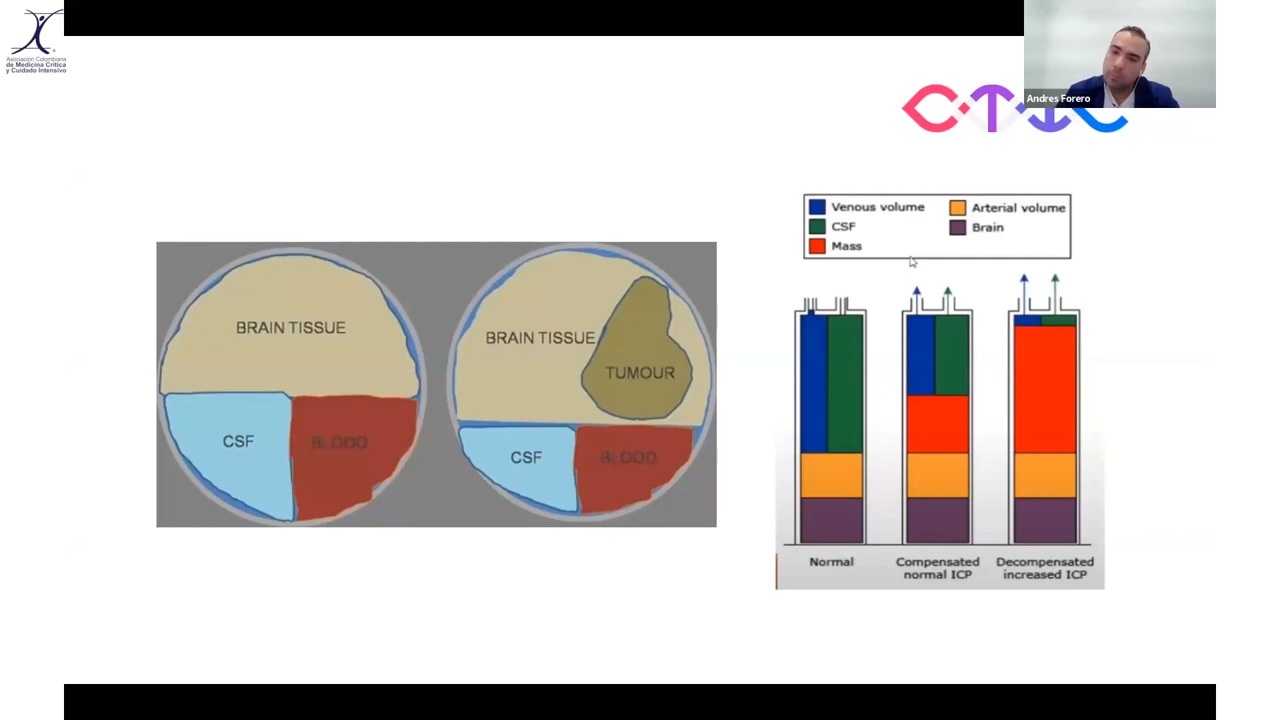 Asociación Colombiana
de Medicina Crítica
y Cuidado Intensivo
Andres Forero
CTIC
BRAIN TISSUE
CSF
BLOOD
BRAIN TISSUE
TUMOUR
CSF
BLOOD
Venous volume
Arterial volume
CSF
Brain
Mass
Normal
Compensated
normal ICP
Decompensated
increased ICP